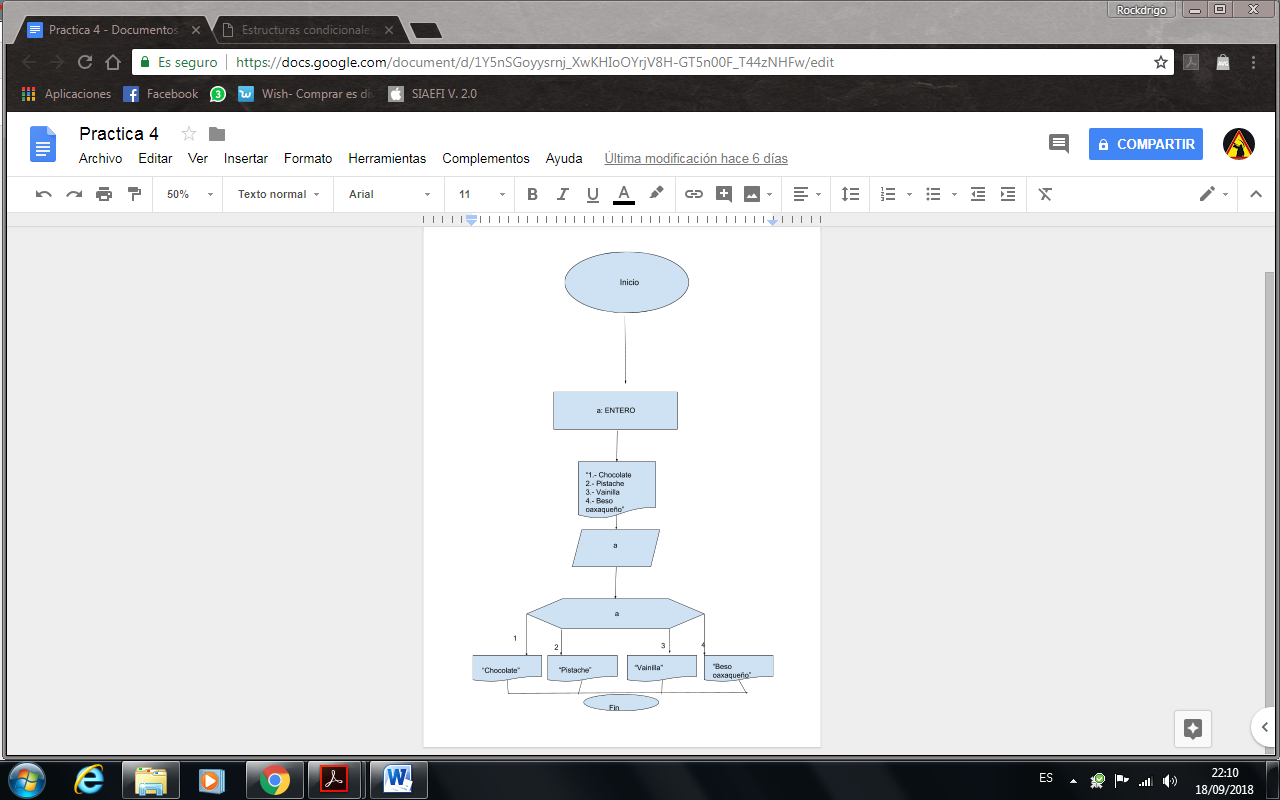 Rockdrigo
Practica 4 - Documentos
Estructuras condicionales
Es seguro
https://docs.google.com/document/d/1Y5nSGoyysrnj_XwKHIoOYrjV8H-GT5n00F_T44zNHFw/edit
Aplicaciones
Facebook
3
Wish- Comprar es di
SIAEFI V. 2.0
Practica 4
Archivo Editar Ver Insertar Formato Herramientas Complementos Ayuda Última modificación hace 6 días
COMPARTIR
50% Texto normal Arial 11 B I U A
Inicio
a: ENTERO
"1.- Chocolate
2.- Pistache
3.- Vainilla
4.- Beso
oaxaqueño"
a
a
1
2
3
4
"Chocolate"
"Pistache"
"Vainilla"
"Beso
oaxaqueño"
Fin
ES
22:10
18/09/2018